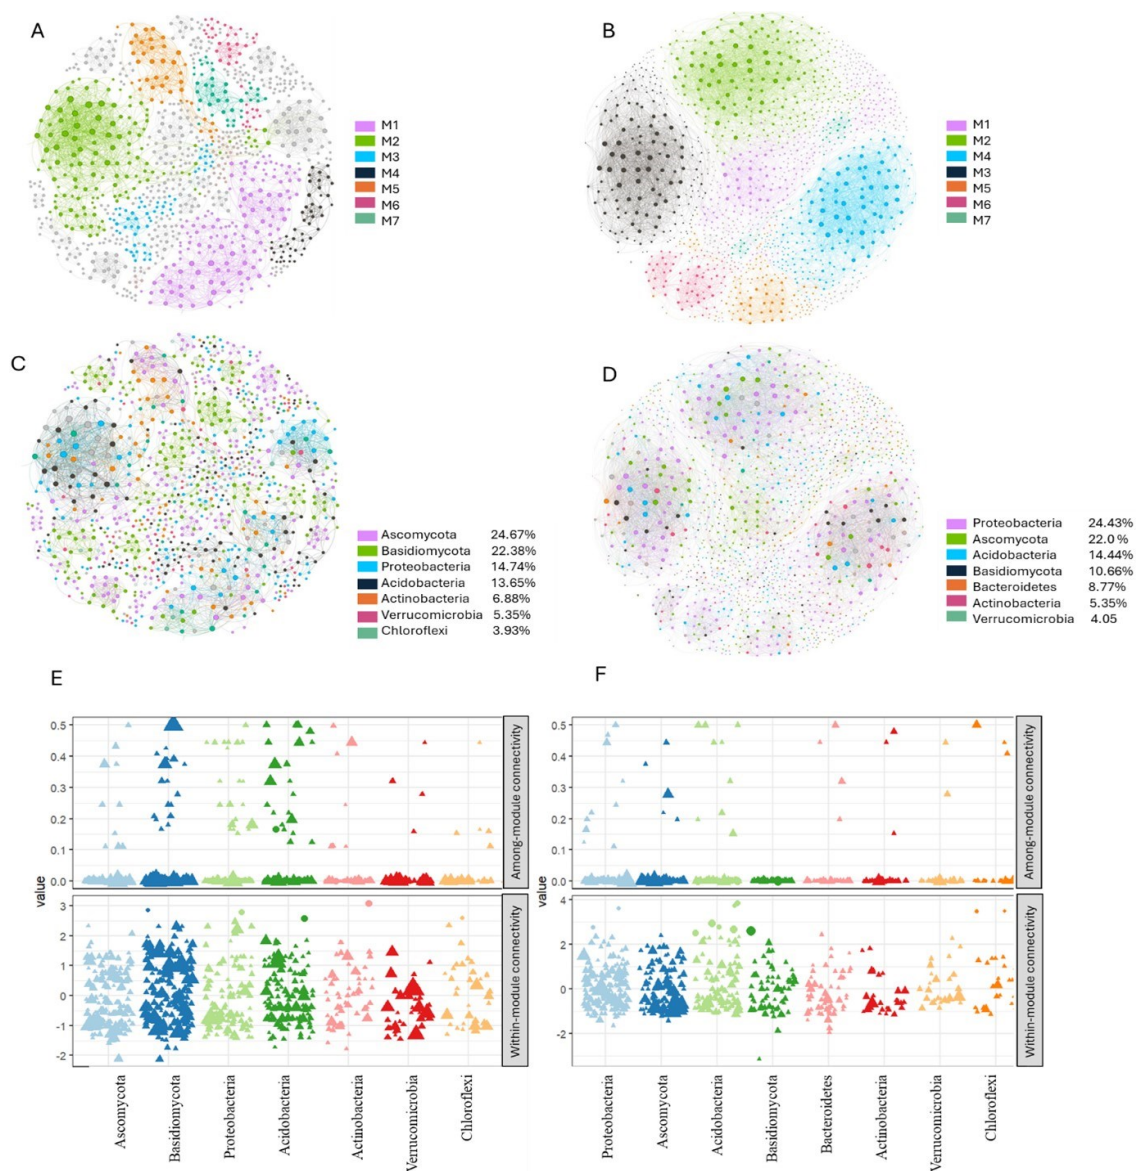 A
M1
M2
M3
M4
M5
M6
M7
B
M1
M2
M4
M3
M5
M6
M7
C
Ascomycota 24.67%
Basidiomycota 22.38%
Proteobacteria 14.74%
Acidobacteria 13.65%
Actinobacteria 6.88%
Verrucomicrobia 5.35%
Chloroflexi 3.93%
D
Proteobacteria 24.43%
Ascomycota 22.0 %
Acidobacteria 14.44%
Basidiomycota 10.66%
Bacteroidetes 8.77%
Actinobacteria 5.35%
Verrucomicrobia 4.05
E
0.5
0.4
0.3
0.2
0.1
0.0
Among-module connectivity
value
3
2
1
0
-1
-2
Within-module connectivity
Ascomycota
Basidiomycota
Proteobacteria
Acidobacteria
Actinobacteria
Verrucomicrobia
Chloroflexi
F
0.5
0.4
0.3
0.2
0.1
0.0
Among-module connectivity
value
4
2
0
-2
Within-module connectivity
Proteobacteria
Ascomycota
Acidobacteria
Basidiomycota
Bacteroidetes
Actinobacteria
Verrucomicrobia
Chloroflexi